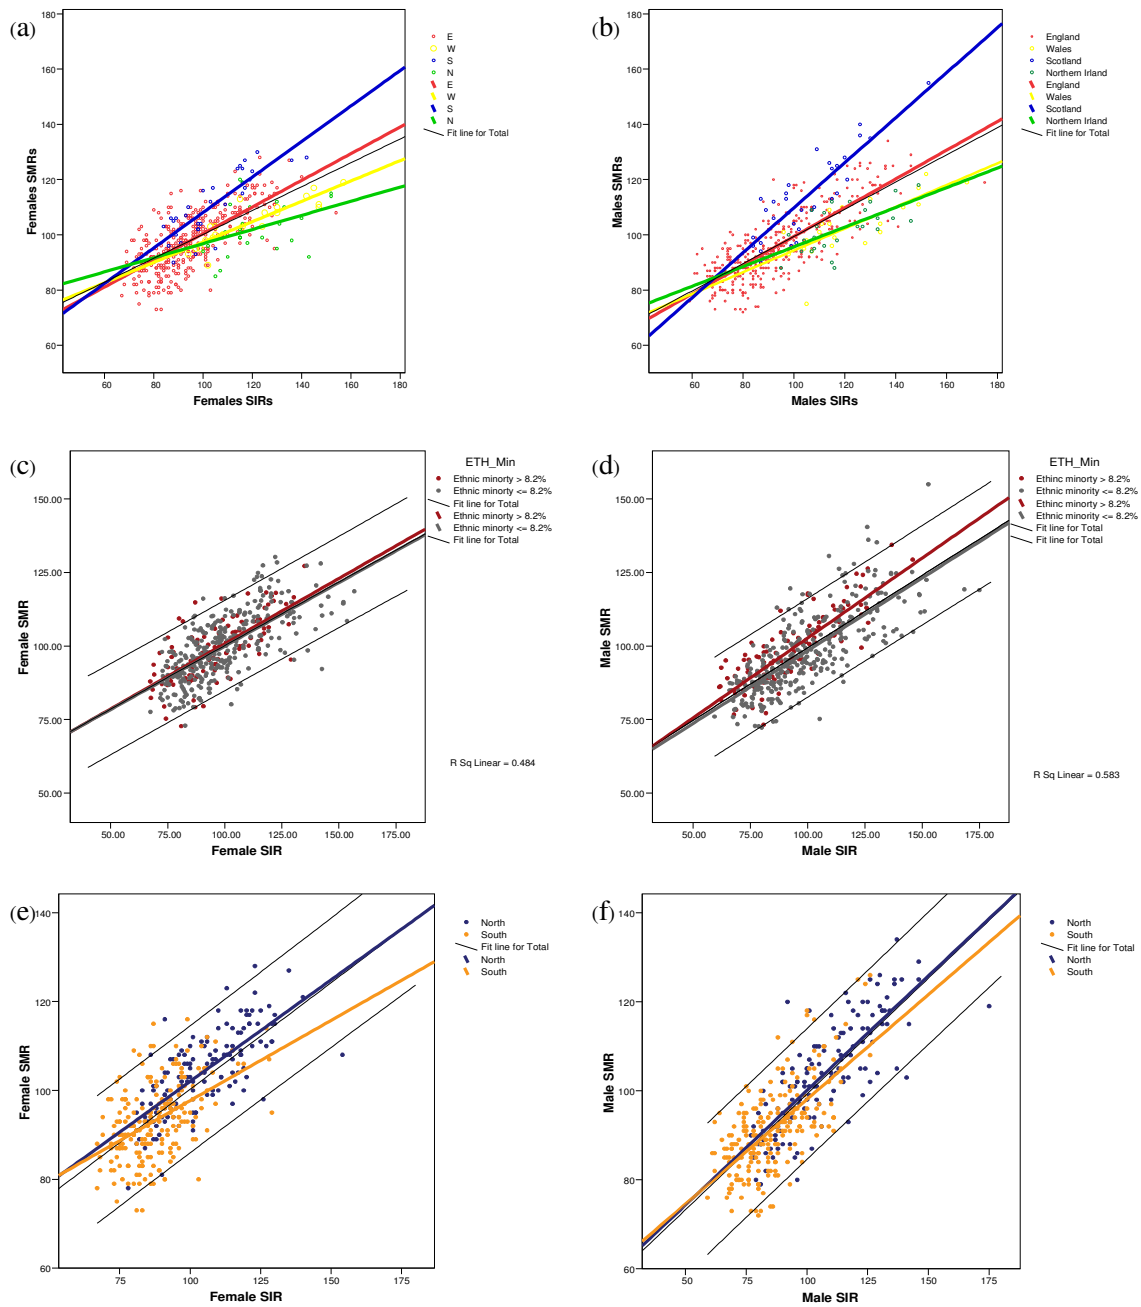 (a)
180
160
140
120
100
80
60
Females SMRs
60 80 100 120 140 160 180
Females SIRs
E
W
S
N
E
W
S
N
Fit line for Total
(b)
180
160
140
120
100
80
60
Males SMRs
60 80 100 120 140 160 180
Males SIRs
England
Wales
Scotland
Northern Irland
England
Wales
Scotland
Northern Irland
Fit line for Total
(c)
150.00
125.00
100.00
75.00
50.00
Female SMR
50.00 75.00 100.00 125.00 150.00 175.00
Female SIR
ETH_Min
Ethnic minorty > 8.2%
Ethnic minorty <= 8.2%
Fit line for Total
Ethnic minorty > 8.2%
Ethnic minorty <= 8.2%
Fit line for Total
R Sq Linear = 0.484
(d)
150.00
125.00
100.00
75.00
50.00
Male SMR
50.00 75.00 100.00 125.00 150.00 175.00
Male SIR
ETH_Min
Ethinc minorty > 8.2%
Ethnic minorty <= 8.2%
Ethnic minorty > 8.2%
Ethnic minorty <= 8.2%
Fit line for Total
Fit line for Total
R Sq Linear = 0.583
(e)
140
120
100
80
60
Female SMR
75 100 125 150 175
Female SIR
North
South
Fit line for Total
North
South
(f)
140
120
100
80
60
Male SMR
50 75 100 125 150 175
Male SIR
North
South
Fit line for Total
North
South